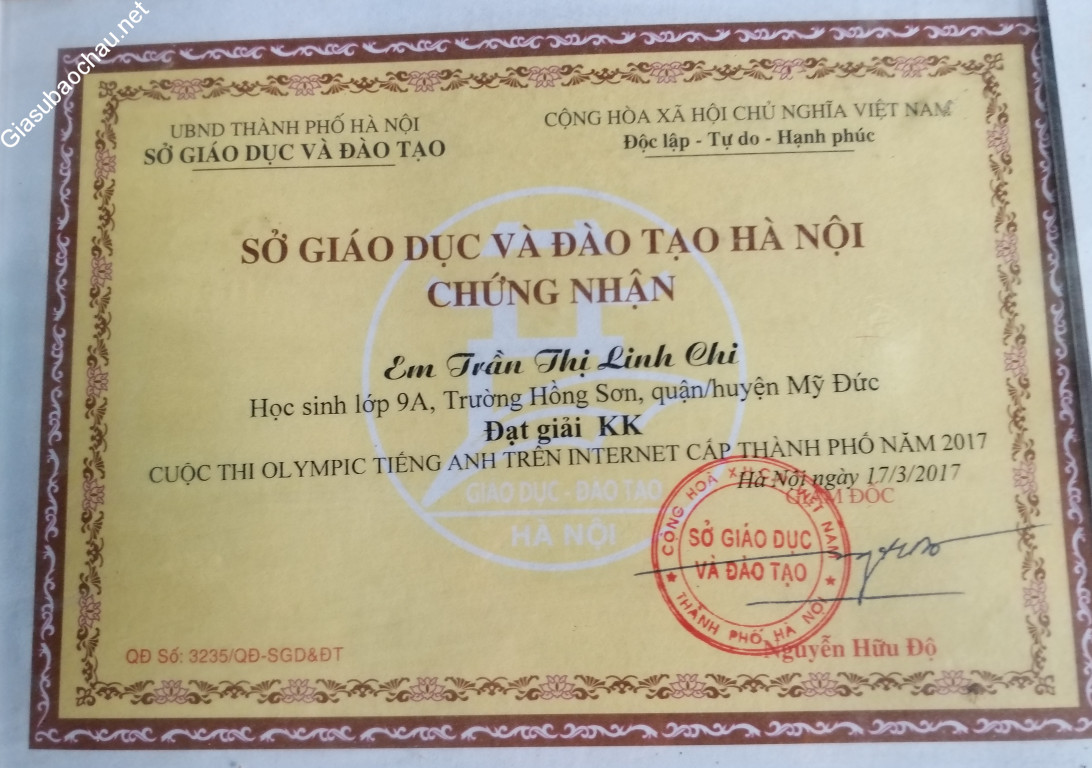 Giasubaochau.net
UBND THÀNH PHỐ HÀ NỘI
SỞ GIÁO DỤC VÀ ĐÀO TẠO
CỘNG HÒA XÃ HỘI CHỦ NGHĨA VIỆT NAM
Độc lập - Tự do - Hạnh phúc
SỞ GIÁO DỤC VÀ ĐÀO TẠO HÀ NỘI
CHỨNG NHẬN
Em Trần Thị Linh Chi
Học sinh lớp 9A, Trường Hồng Sơn, quận/huyện Mỹ Đức
Đạt giải KK
CUỘC THI OLYMPIC TIẾNG ANH TRÊN INTERNET CẤP THÀNH PHỐ NĂM 2017
Hà Nội ngày 17/3/2017
GIÁM ĐỐC
GIÁO DỤC - ĐÀO TẠO
HÀ NỘI
CỘNG HOÀ X.H.C.N VIỆT NAM
SỞ GIÁO DỤC
VÀ ĐÀO TẠO
THÀNH PHỐ HÀ NỘI
Nguyễn Hữu Độ
QĐ Số: 3235/QĐ-SGD&ĐT